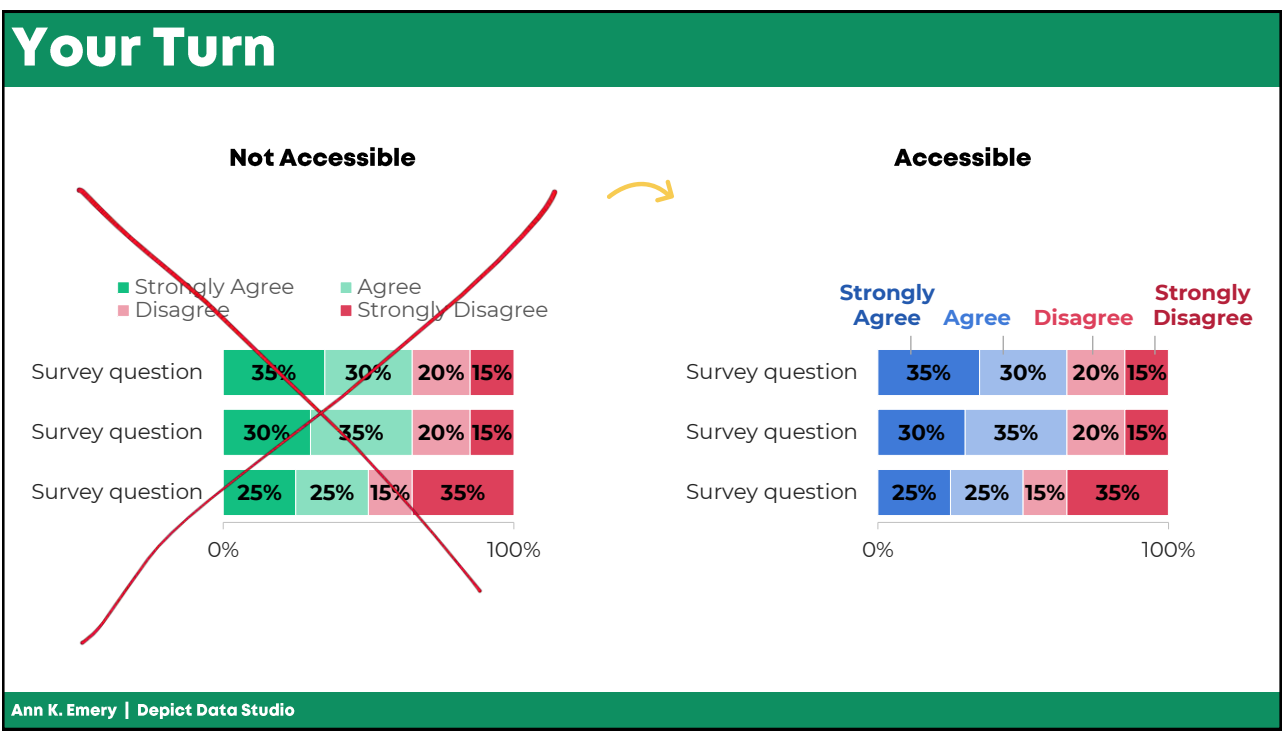 Your Turn
Not Accessible
Strongly Agree Agree
Disagree Strongly Disagree
Survey question 35% 30% 20% 15%
Survey question 30% 35% 20% 15%
Survey question 25% 25% 15% 35%
0% 100%
Accessible
Strongly Agree
Agree
Disagree
Strongly Disagree
Survey question 35% 30% 20% 15%
Survey question 30% 35% 20% 15%
Survey question 25% 25% 15% 35%
0% 100%
Ann K. Emery | Depict Data Studio